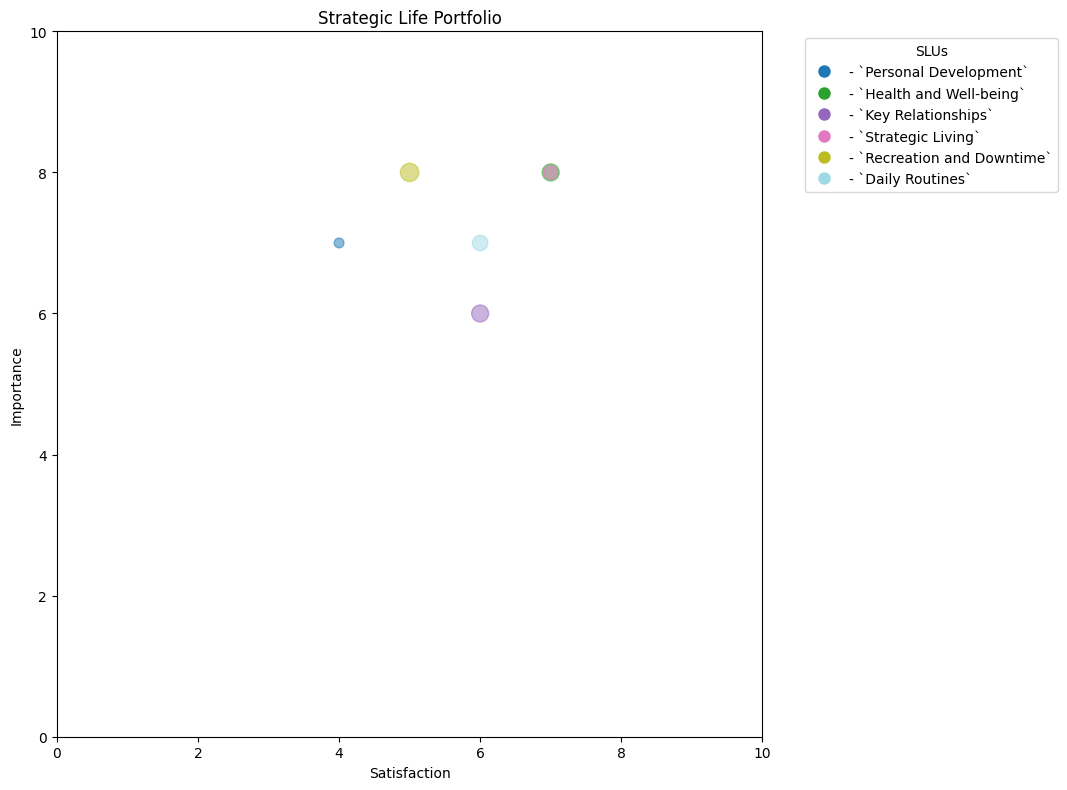 Strategic Life Portfolio
10
8
6
4
2
0
Importance
0 2 4 6 8 10
Satisfaction
SLUs
- `Personal Development`
- `Health and Well-being`
- `Key Relationships`
- `Strategic Living`
- `Recreation and Downtime`
- `Daily Routines`